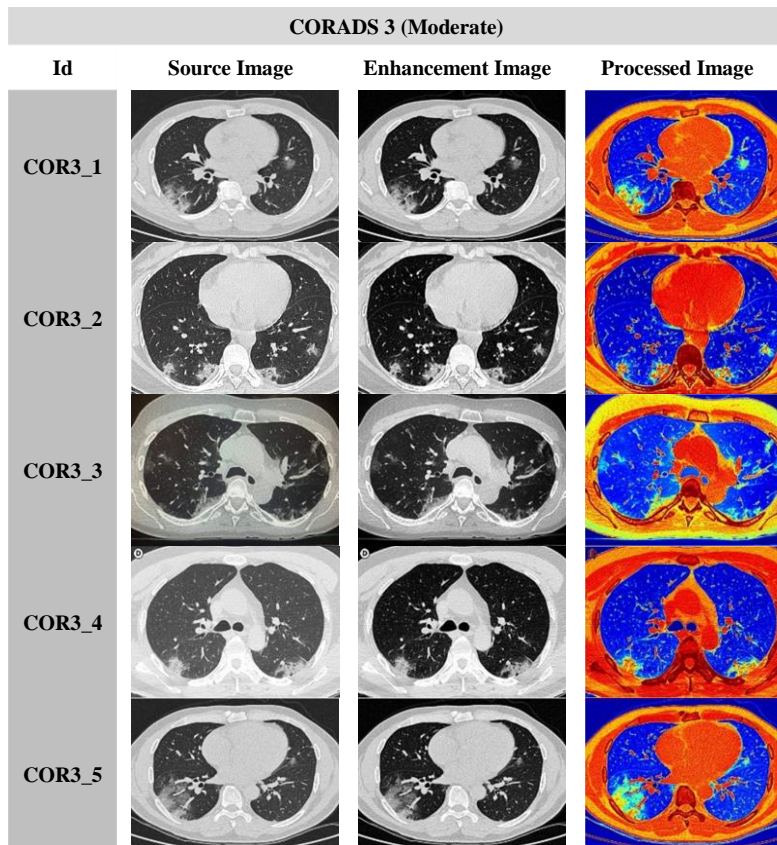 CORADS 3 (Moderate)
Id Source Image Enhancement Image Processed Image
COR3_1
COR3_2
COR3_3
COR3_4
COR3_5